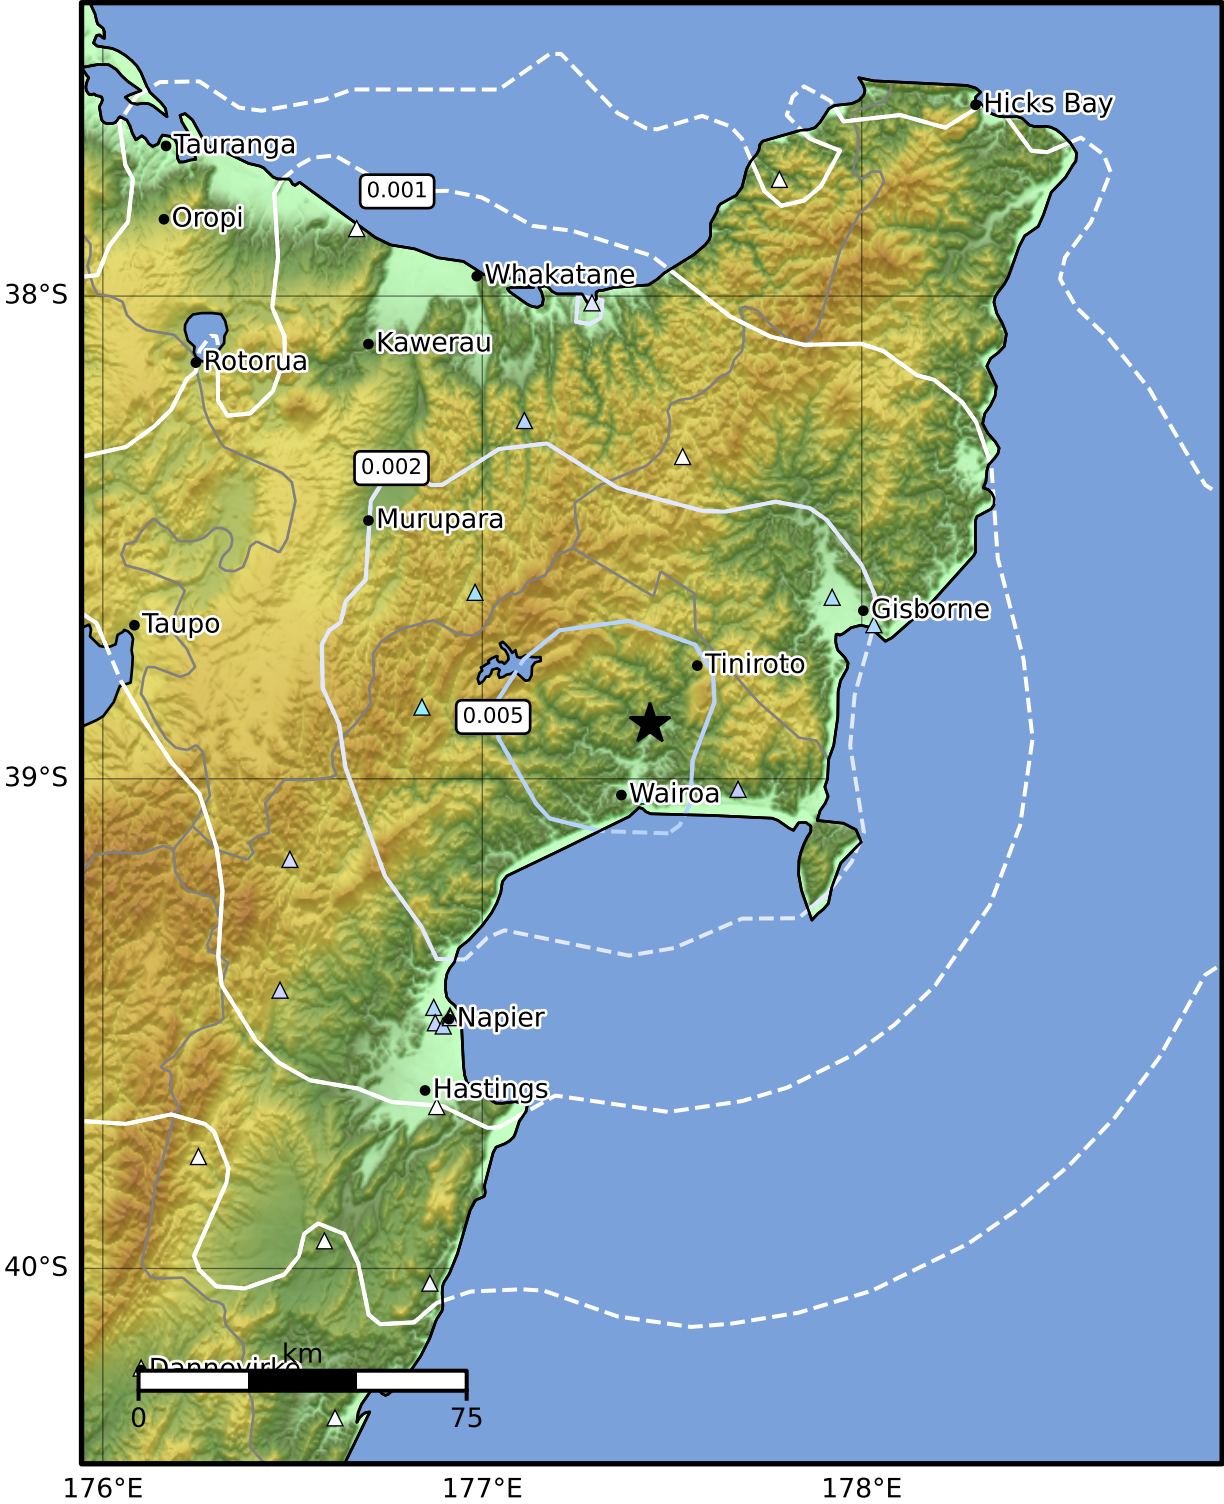 Hicks Bay
Tauranga
0.001
Oropi
Whakatane
38°S
Kawerau
Rotorua
0.002
Murupara
Gisborne
Taupo
Tiniroto
0.005
39°S
Wairoa
Napier
Hastings
40°S
km
Dannevirke
0
75
176°E
177°E
178°E